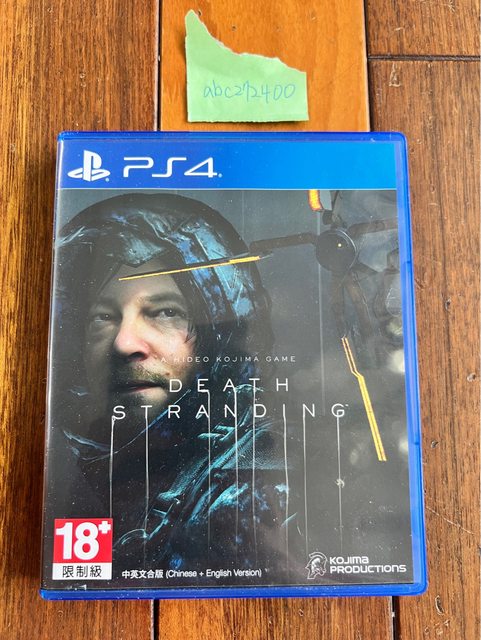 abc272400
PS4
A HIDEO KOJIMA GAME
DEATH
STRANDING™
18+
限制級
中英文合版 (Chinese + English Version)
KOJIMA
PRODUCTIONS